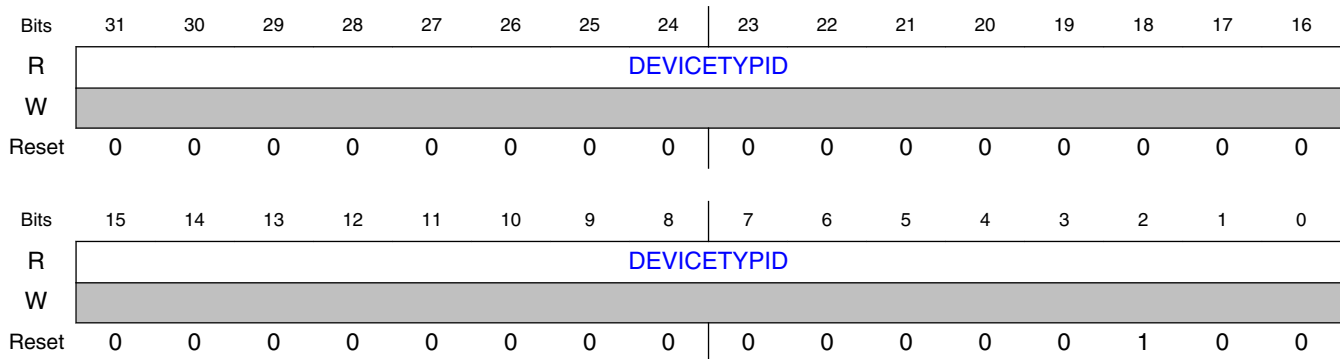 Bits 31 30 29 28 27 26 25 24 23 22 21 20 19 18 17 16
R DEVICETYPID
W
Reset 0 0 0 0 0 0 0 0 0 0 0 0 0 0 0 0
Bits 15 14 13 12 11 10 9 8 7 6 5 4 3 2 1 0
R DEVICETYPID
W
Reset 0 0 0 0 0 0 0 0 0 0 0 0 0 1 0 0